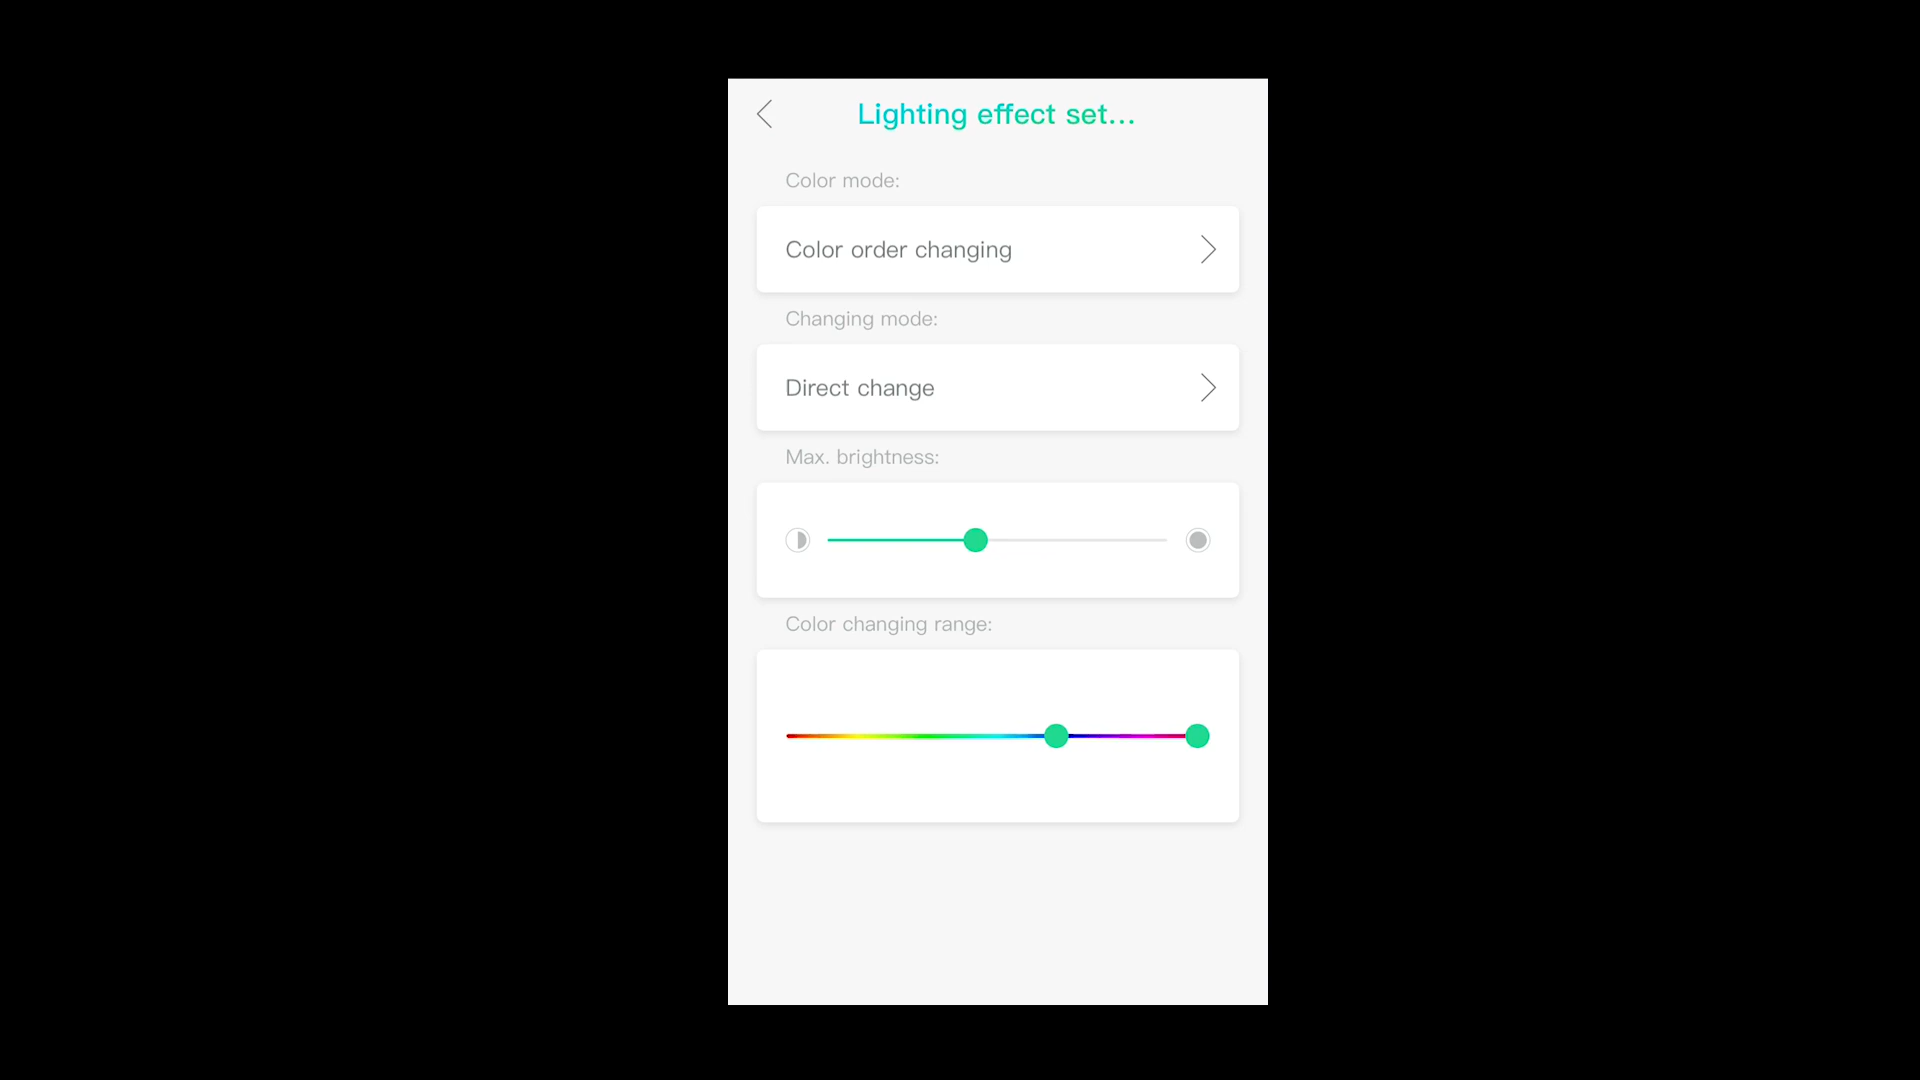 Lighting effect set...
Color mode:
Color order changing
Changing mode:
Direct change
Max. brightness:
Color changing range: